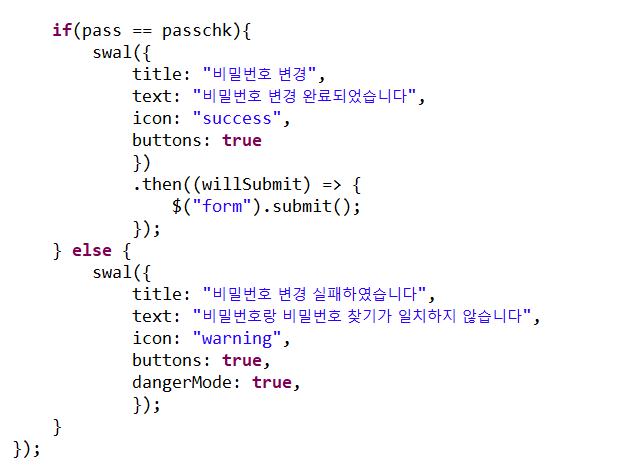 if(pass == passchk){
swal({
title: "비밀번호 변경",
text: "비밀번호 변경 완료되었습니다",
icon: "success",
buttons: true
})
.then((willSubmit) => {
$("form").submit();
});
} else {
swal({
title: "비밀번호 변경 실패하였습니다",
text: "비밀번호랑 비밀번호 찾기가 일치하지 않습니다",
icon: "warning",
buttons: true,
dangerMode: true,
});
}
});